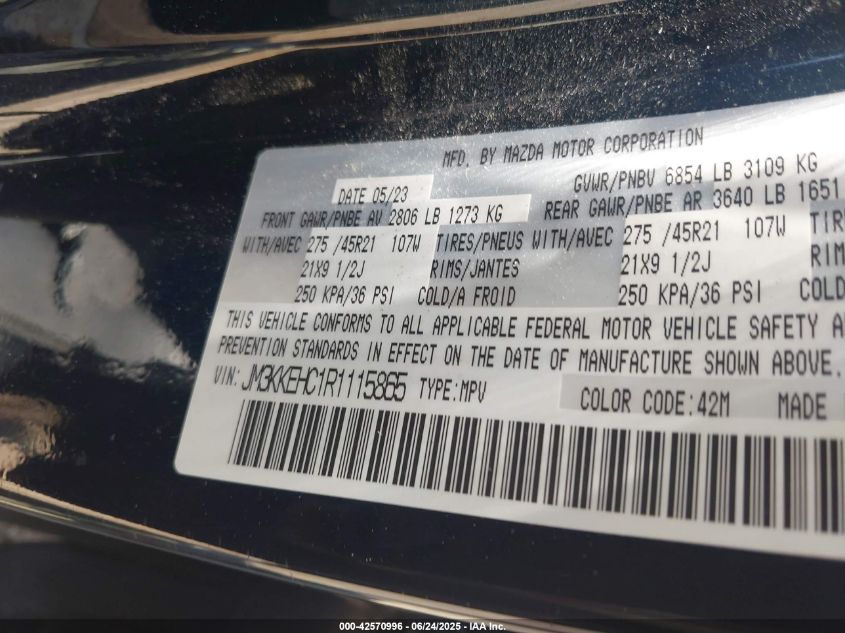 MFD. BY MAZDA MOTOR CORPORATION
DATE 05/23
GVWR/PNBV 6854 LB 3109 KG
FRONT GAWR/PNBE AV 2806 LB 1273 KG
REAR GAWR/PNBE AR 3640 LB 1651
WITH/AVEC 275 /45R21 107W TIRES/PNEUS WITH/AVEC 275 /45R21 107W TIRE
21X9 1/2J RIMS/JANTES 21X9 1/2J RIM
250 KPA/36 PSI COLD/A FROID 250 KPA/36 PSI COLD
THIS VEHICLE CONFORMS TO ALL APPLICABLE FEDERAL MOTOR VEHICLE SAFETY A
PREVENTION STANDARDS IN EFFECT ON THE DATE OF MANUFACTURE SHOWN ABOVE.
VIN: JM3KKEHC1R1115865 TYPE:MPV
COLOR CODE:42M MADE
000-42570996 - 06/24/2025 - IAA Inc.